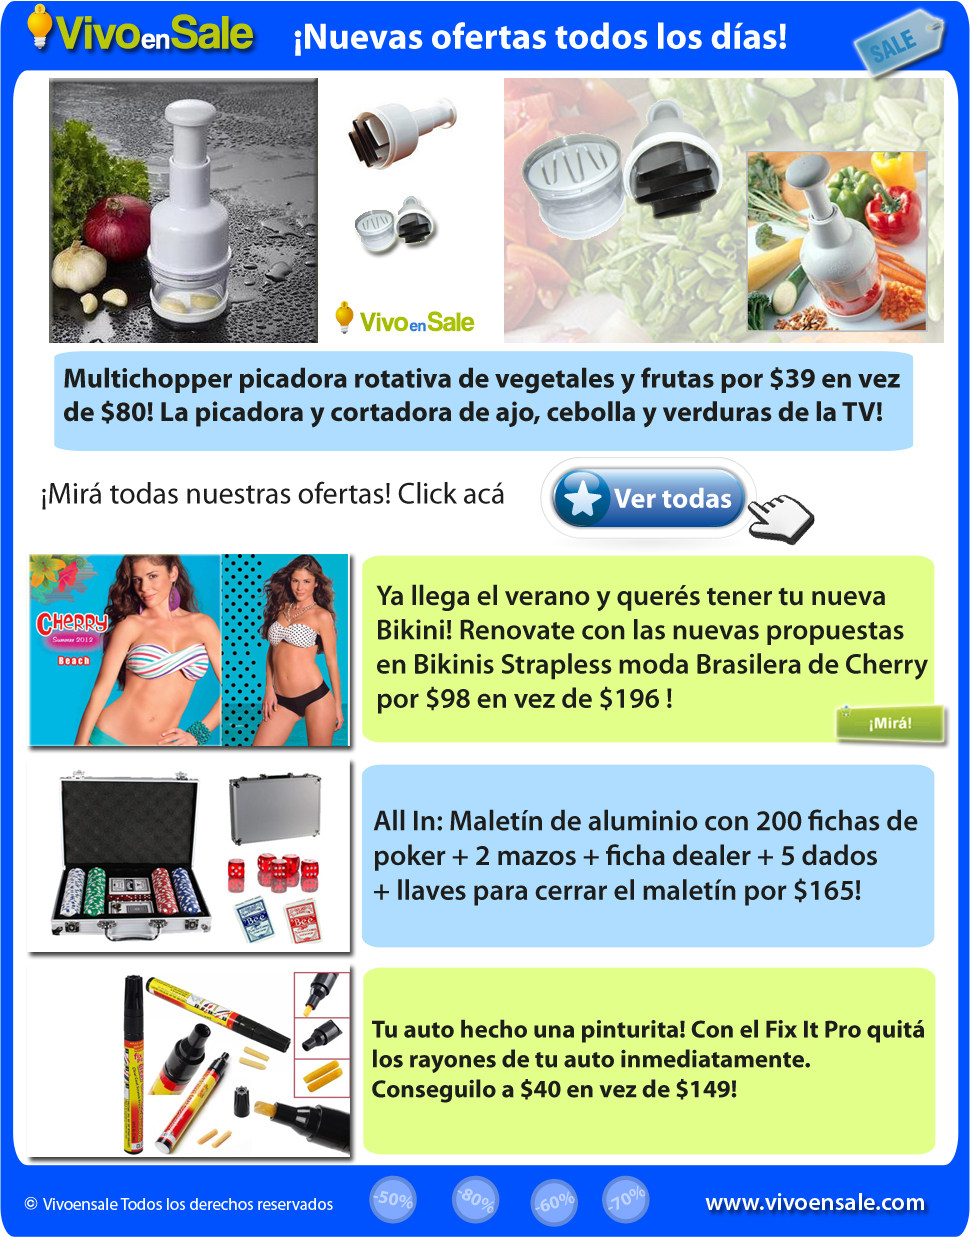 VivoenSale
¡Nuevas ofertas todos los días!
SALE
VivoenSale
Multichopper picadora rotativa de vegetales y frutas por $39 en vez
de $80! La picadora y cortadora de ajo, cebolla y verduras de la TV!
¡Mirá todas nuestras ofertas! Click acá
Ver todas
CHERRY
Summer 2012
Beach
Ya llega el verano y querés tener tu nueva
Bikini! Renovate con las nuevas propuestas
en Bikinis Strapless moda Brasilera de Cherry
por $98 en vez de $196 !
¡Mirá!
Bee
Bee
All In: Maletín de aluminio con 200 fichas de
poker + 2 mazos + ficha dealer + 5 dados
+ llaves para cerrar el maletín por $165!
Tu auto hecho una pinturita! Con el Fix It Pro quitá
los rayones de tu auto inmediatamente.
Conseguilo a $40 en vez de $149!
© Vivoensale Todos los derechos reservados
-50%
-80%
-60%
-70%
www.vivoensale.com